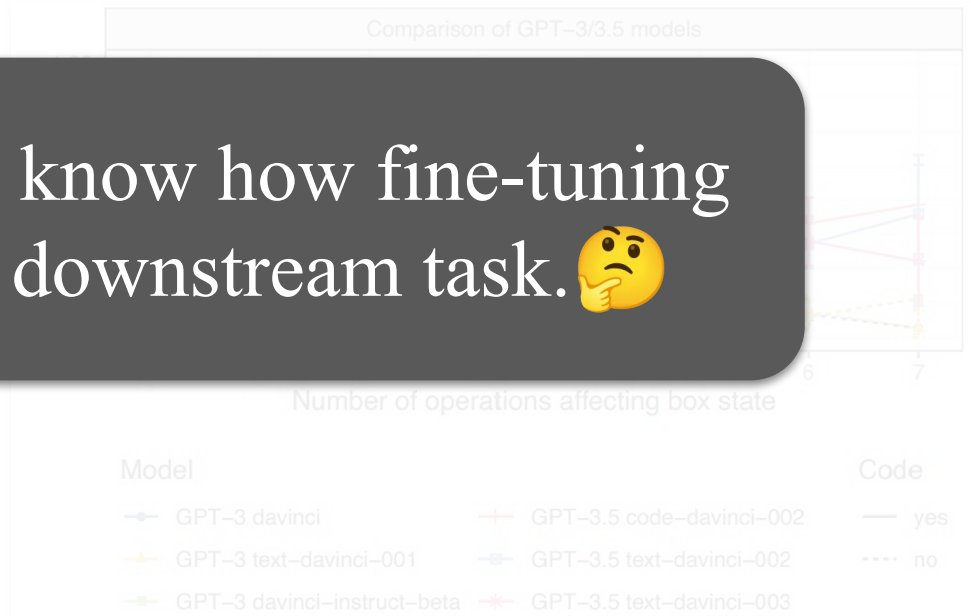 Comparison of GPT–3/3.5 models
know how fine-tuning
downstream task.🤔
6 7
Number of operations affecting box state
Model
Code
GPT–3 davinci
GPT–3.5 code–davinci–002
yes
GPT–3 text–davinci–001
GPT–3.5 text–davinci–002
no
GPT–3 davinci–instruct–beta
GPT–3.5 text–davinci–003